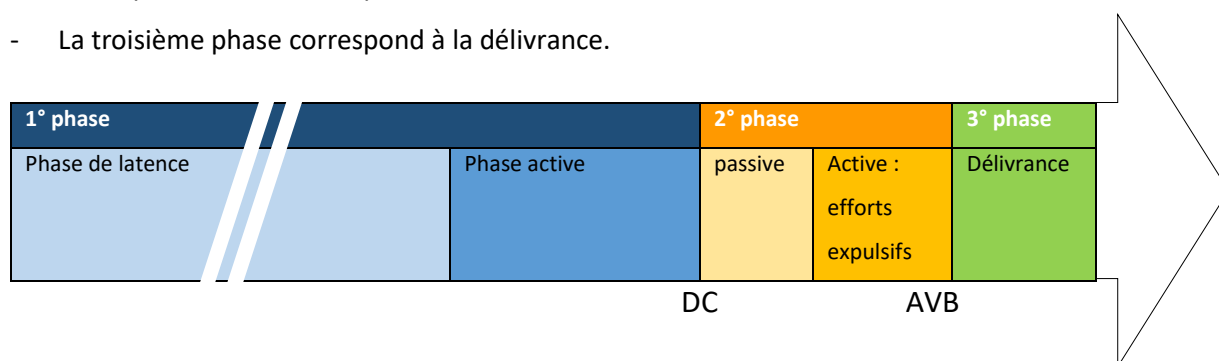 - La troisième phase correspond à la délivrance.
1° phase 2° phase 3° phase
Phase de latence Phase active passive Active : Délivrance
efforts
expulsifs
DC AVB